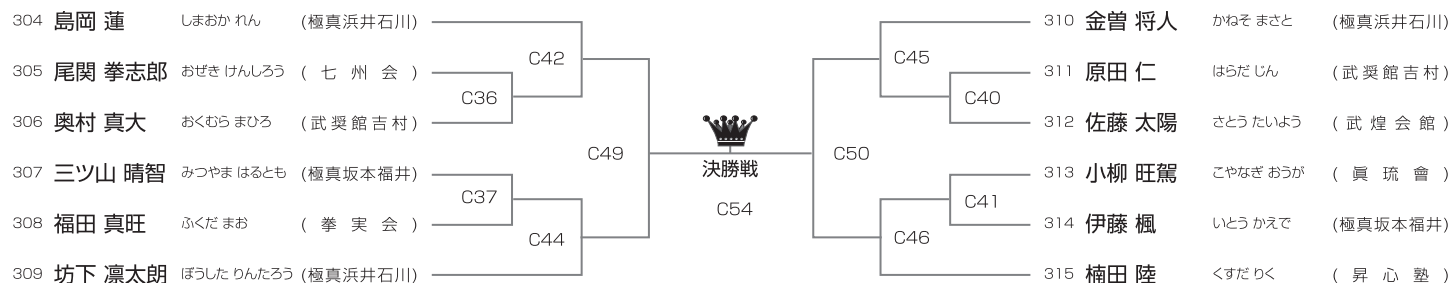 304 島岡 蓮 しまおか れん (極真浜井石川)
305 尾関 拳志郎 おぜき けんしろう (七州会)
306 奥村 真大 おくむら まひろ (武奨館吉村)
307 三ツ山 晴智 みつやま はるとも (極真坂本福井)
308 福田 真旺 ふくだ まお (拳実会)
309 坊下 凛太朗 ぼうした りんたろう (極真浜井石川)
C42
C36
C49
C37
C44
決勝戦
C54
C45
C40
C50
C41
C46
310 金曽 将人 かねそ まさと (極真浜井石川)
311 原田 仁 はらだ じん (武奨館吉村)
312 佐藤 太陽 さとう たいよう (武煌会館)
313 小柳 旺駕 こやなぎ おうが (眞琉會)
314 伊藤 楓 いとう かえで (極真坂本福井)
315 楠田 陸 くすだ りく (昇心塾)